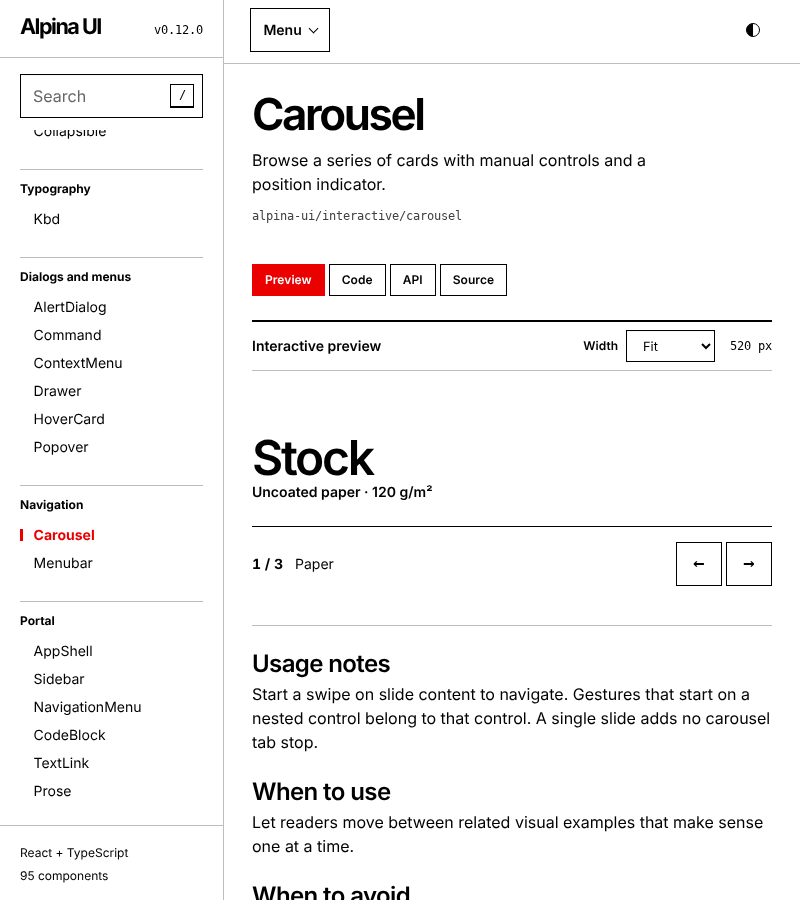 Alpina UI
v0.12.0
Search
/
Collapsible
Typography
Kbd
Dialogs and menus
AlertDialog
Command
ContextMenu
Drawer
HoverCard
Popover
Navigation
Carousel
Menubar
Portal
AppShell
Sidebar
NavigationMenu
CodeBlock
TextLink
Prose
React + TypeScript
95 components
Menu
Carousel
Browse a series of cards with manual controls and a
position indicator.
alpina-ui/interactive/carousel
Preview
Code
API
Source
Interactive preview
Width
Fit
520 px
Stock
Uncoated paper · 120 g/m²
1 / 3 Paper
← →
Usage notes
Start a swipe on slide content to navigate. Gestures that start on a
nested control belong to that control. A single slide adds no carousel
tab stop.
When to use
Let readers move between related visual examples that make sense
one at a time.
When to avoid